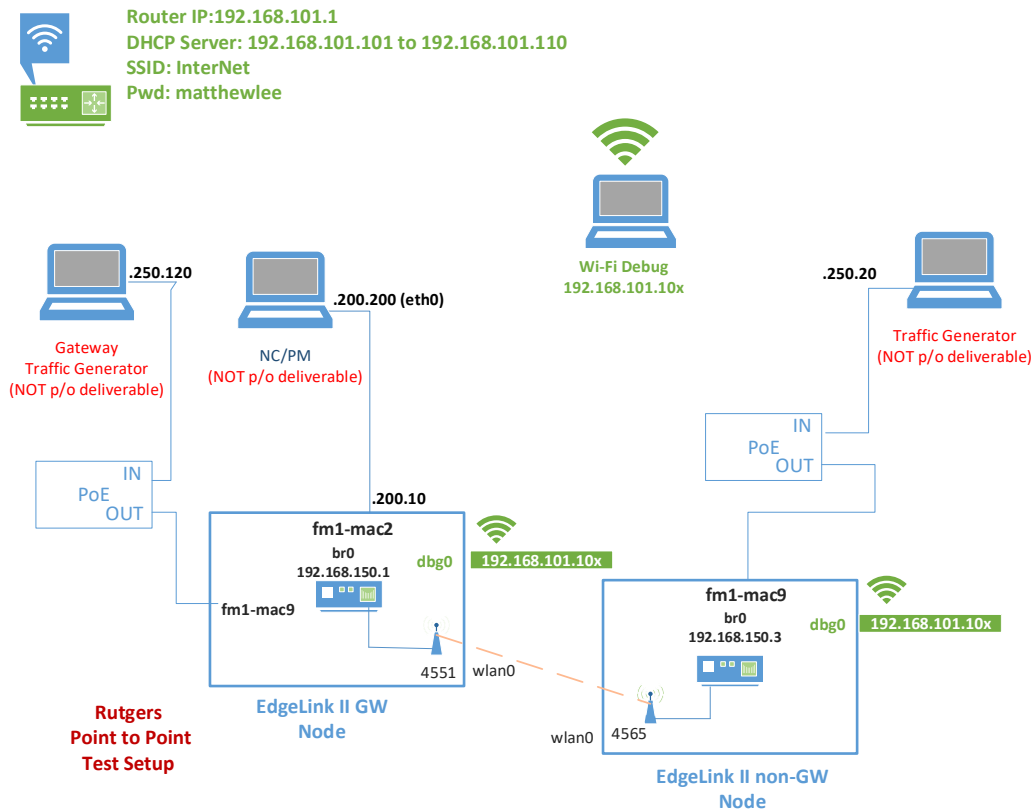 Router IP:192.168.101.1
DHCP Server: 192.168.101.101 to 192.168.101.110
SSID: InterNet
Pwd: matthewlee
Wi-Fi Debug
192.168.101.10x
.250.120
.200.200 (eth0)
.250.20
Gateway
Traffic Generator
(NOT p/o deliverable)
NC/PM
(NOT p/o deliverable)
Traffic Generator
(NOT p/o deliverable)
IN
PoE
OUT
IN
PoE
OUT
.200.10
fm1-mac2
br0
192.168.150.1
dbg0
192.168.101.10x
fm1-mac9
4551
wlan0
EdgeLink II GW
Node
fm1-mac9
br0
192.168.150.3
dbg0
192.168.101.10x
wlan0
4565
EdgeLink II non-GW
Node
Rutgers
Point to Point
Test Setup